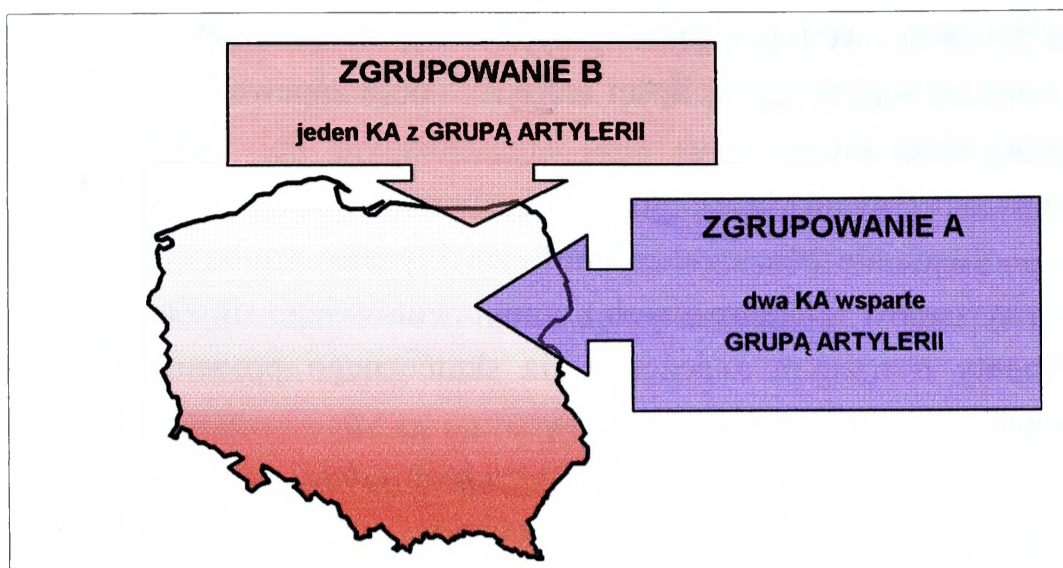 ZGRUPOWANIE B
jeden KA z GRUPĄ ARTYLERII
ZGRUPOWANIE A
dwa KA wsparte
GRUPĄ ARTYLERII